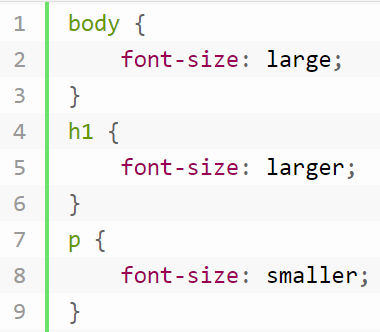 1 body {
2     font-size: large;
3 }
4 h1 {
5     font-size: larger;
6 }
7 p {
8     font-size: smaller;
9 }